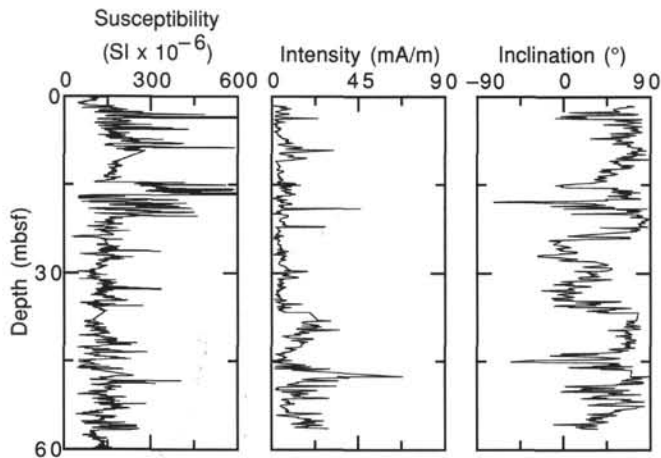 Susceptibility
(SI x 10⁻⁶)
Intensity (mA/m)
Inclination (°)
0 300 600
0 45 90
-90 0 90
0
30
60
Depth (mbsf)